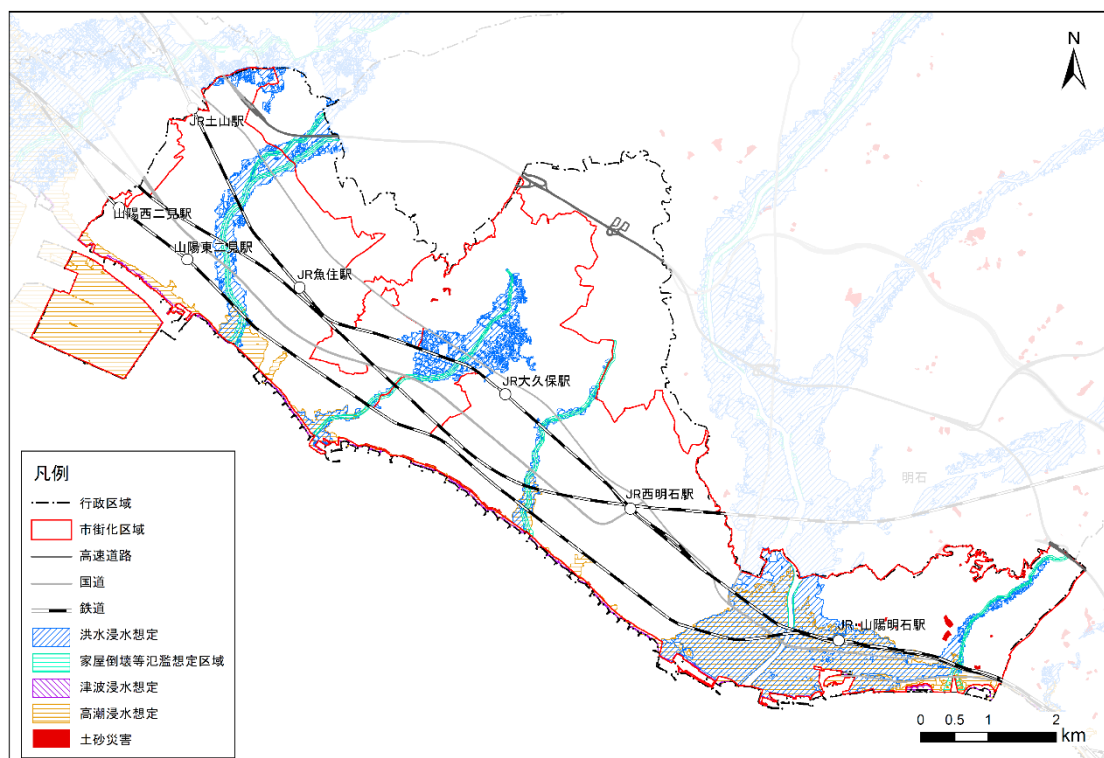 N
JR土山駅
山陽西二見駅
山陽東二見駅
JR魚住駅
JR大久保駅
明石
JR西明石駅
JR・山陽明石駅
凡例
行政区域
市街化区域
高速道路
国道
鉄道
洪水浸水想定
家屋倒壊等氾濫想定区域
津波浸水想定
高潮浸水想定
土砂災害
0 0.5 1 2
km